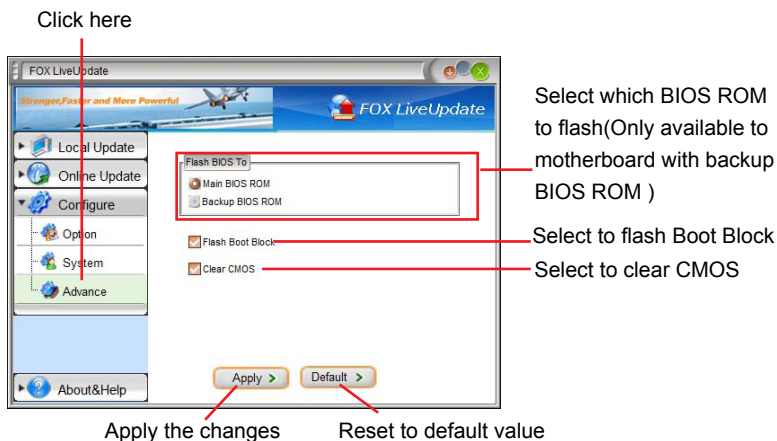 Click here
FOX LiveUpdate
Stronger,Faster and More Powerful
FOX LiveUpdate
Local Update
Online Update
Configure
Option
System
Advance
About&Help
Flash BIOS To
Main BIOS ROM
Backup BIOS ROM
Flash Boot Block
Clear CMOS
Apply
Default
Select which BIOS ROM
to flash(Only available to
motherboard with backup
BIOS ROM )
Select to flash Boot Block
Select to clear CMOS
Apply the changes
Reset to default value